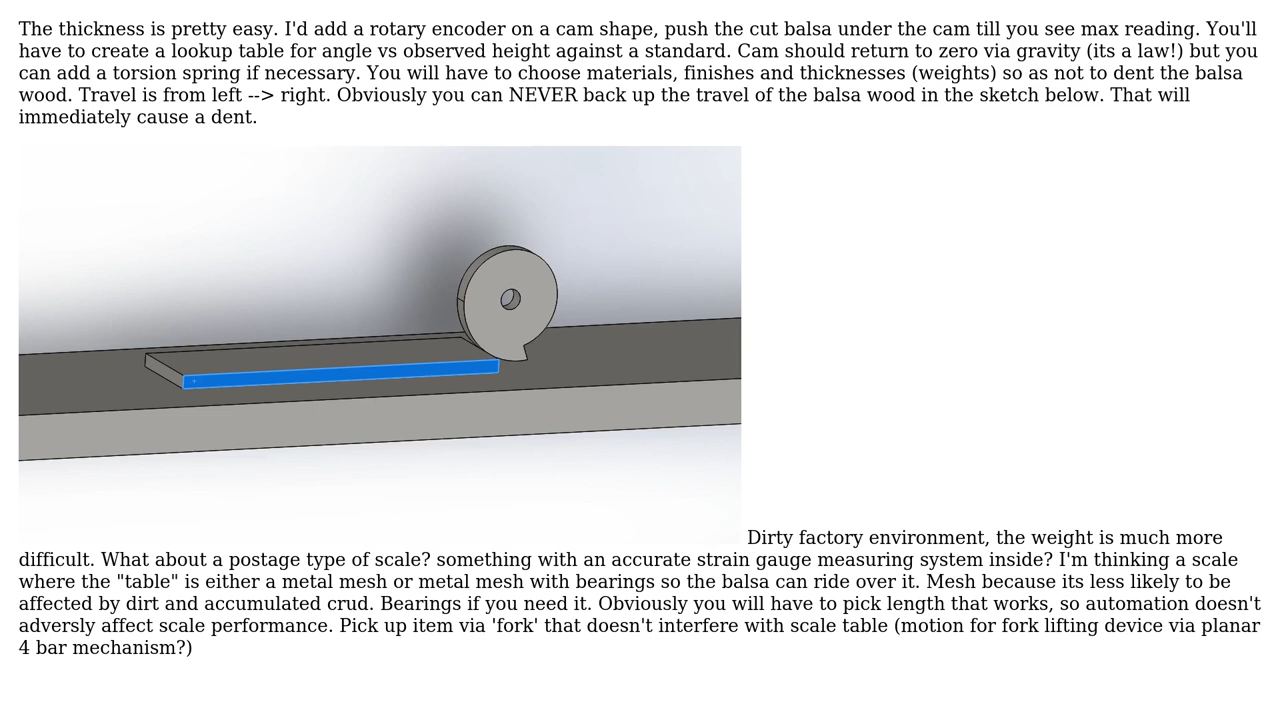 The thickness is pretty easy. I'd add a rotary encoder on a cam shape, push the cut balsa under the cam till you see max reading. You'll
have to create a lookup table for angle vs observed height against a standard. Cam should return to zero via gravity (its a law!) but you
can add a torsion spring if necessary. You will have to choose materials, finishes and thicknesses (weights) so as not to dent the balsa
wood. Travel is from left --> right. Obviously you can NEVER back up the travel of the balsa wood in the sketch below. That will
immediately cause a dent.
Dirty factory environment, the weight is much more
difficult. What about a postage type of scale? something with an accurate strain gauge measuring system inside? I'm thinking a scale
where the "table" is either a metal mesh or metal mesh with bearings so the balsa can ride over it. Mesh because its less likely to be
affected by dirt and accumulated crud. Bearings if you need it. Obviously you will have to pick length that works, so automation doesn't
adversly affect scale performance. Pick up item via 'fork' that doesn't interfere with scale table (motion for fork lifting device via planar
4 bar mechanism?)